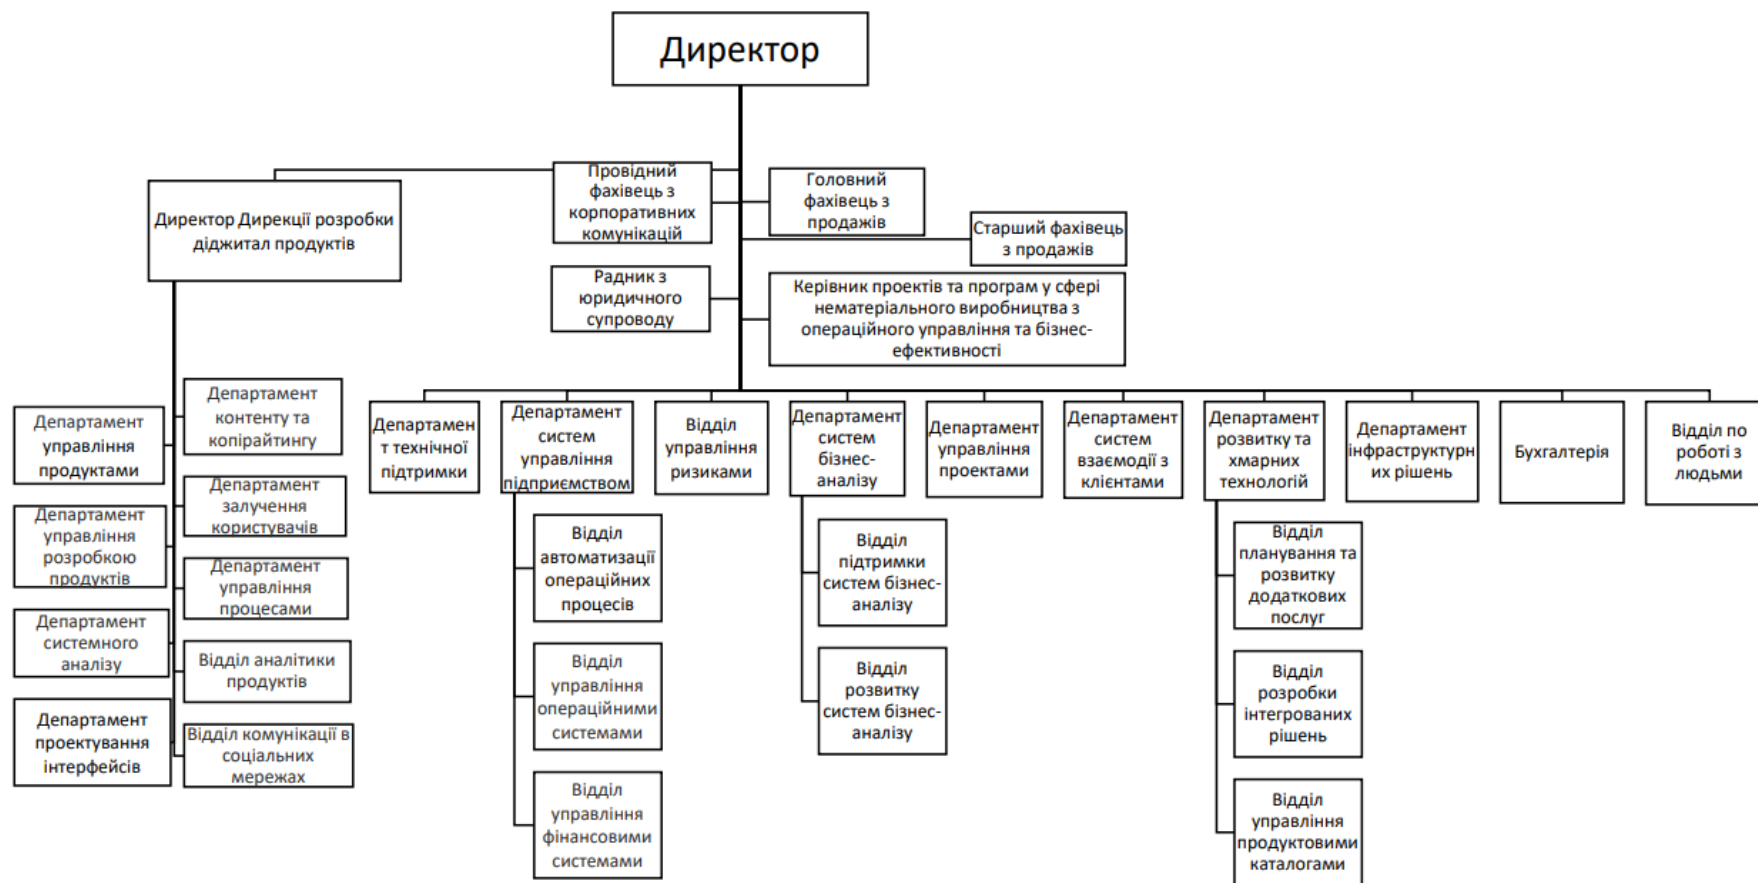 Директор
Провідний
фахівець з
корпоративних
комунікацій
Головний
фахівець з
продажів
Директор Дирекції розробки
діджитал продуктів
Старший фахівець
з продажів
Радник з
юридичного
супроводу
Керівник проектів та програм у сфері
нематеріального виробництва з
операційного управління та бізнес-
ефективності
Департамент
управління
продуктами
Департамент
контенту та
копірайтингу
Департамент
управління
розробкою
продуктів
Департамент
залучення
користувачів
Департамент
управління
процесами
Департамент
системного
аналізу
Відділ аналітики
продуктів
Департамент
проектування
інтерфейсів
Відділ комунікації в
соціальних
мережах
Департамен
т технічної
підтримки
Департамент
систем
управління
підприємством
Відділ
управління
ризиками
Департамент
систем
бізнес-
аналізу
Департамент
управління
проектами
Департамент
систем
взаємодії з
клієнтами
Департамент
розвитку та
хмарних
технологій
Департамент
інфраструктурн
их рішень
Бухгалтерія
Відділ по
роботі з
людьми
Відділ
автоматизації
операційних
процесів
Відділ
управління
операційними
системами
Відділ
управління
фінансовими
системами
Відділ
підтримки
систем бізнес-
аналізу
Відділ
розвитку
систем бізнес-
аналізу
Відділ
планування та
розвитку
додаткових
послуг
Відділ
розробки
інтегрованих
рішень
Відділ
управління
продуктовими
каталогами